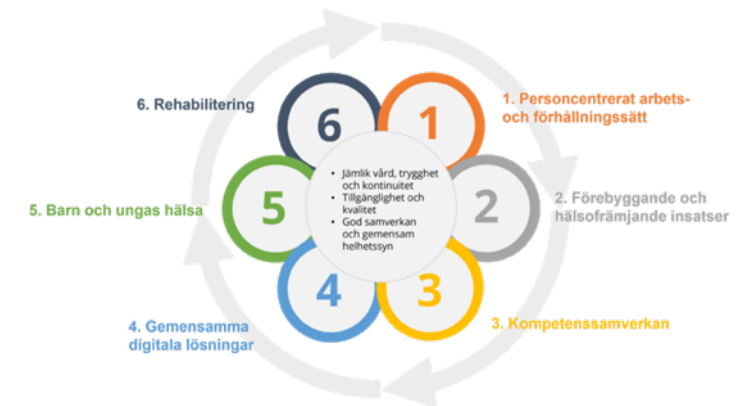 6. Rehabilitering
6
1
1. Personcentrerat arbets-
och förhållningssätt
5. Barn och ungas hälsa
5
• Jämlik vård, trygghet
och kontinuitet
• Tillgänglighet och
kvalitet
• God samverkan
och gemensam
helhetssyn
2
2. Förebyggande och
hälsofrämjande insatser
4
3
4. Gemensamma
digitala lösningar
3. Kompetenssamverkan